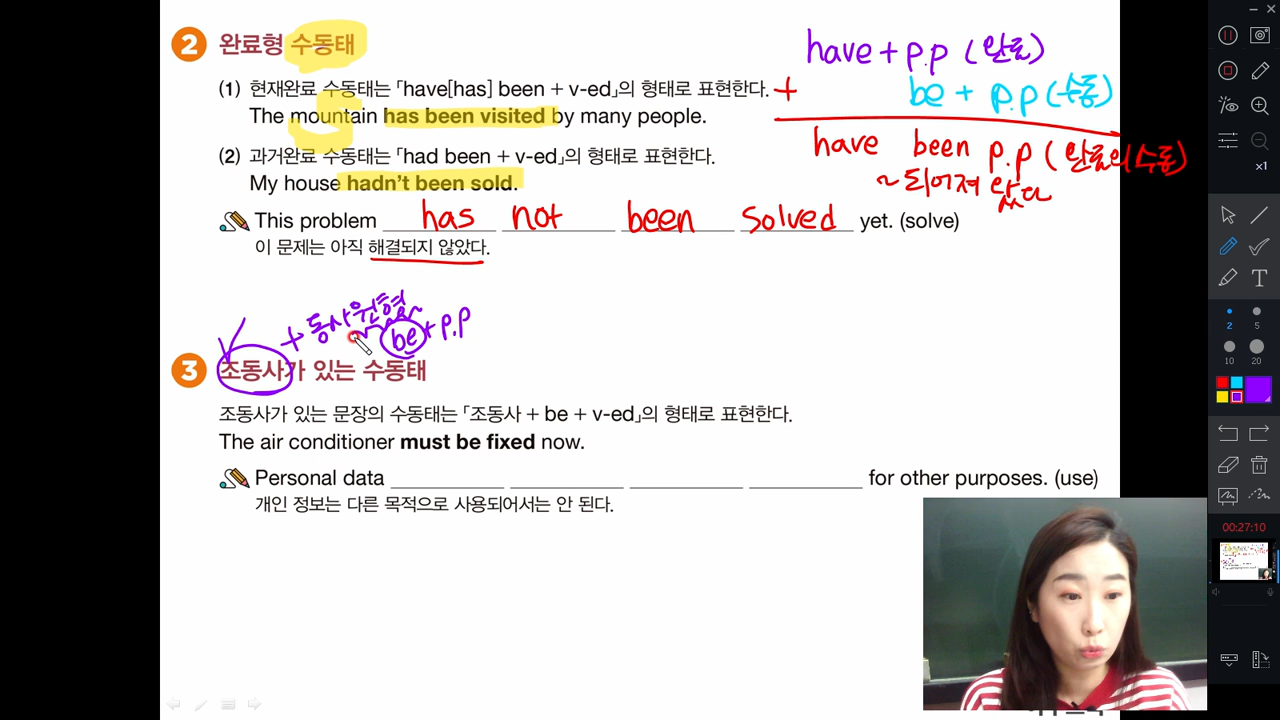 2 완료형 수동태
have + p.p (완료)
(1) 현재완료 수동태는 「have[has] been + v-ed」의 형태로 표현한다.
+ be + p.p (수동)
The mountain has been visited by many people.
have been p.p (완료의 수동)
(2) 과거완료 수동태는 「had been + v-ed」의 형태로 표현한다.
~되어져 왔다
My house hadn't been sold.
This problem has not been solved yet. (solve)
이 문제는 아직 해결되지 않았다.
+ 동사원형
be + p.p
3 조동사가 있는 수동태
조동사가 있는 문장의 수동태는 「조동사 + be + v-ed」의 형태로 표현한다.
The air conditioner must be fixed now.
Personal data ____ ____ ____ ____ for other purposes. (use)
개인 정보는 다른 목적으로 사용되어서는 안 된다.
x1
T
2 5
10 20
00:27:10